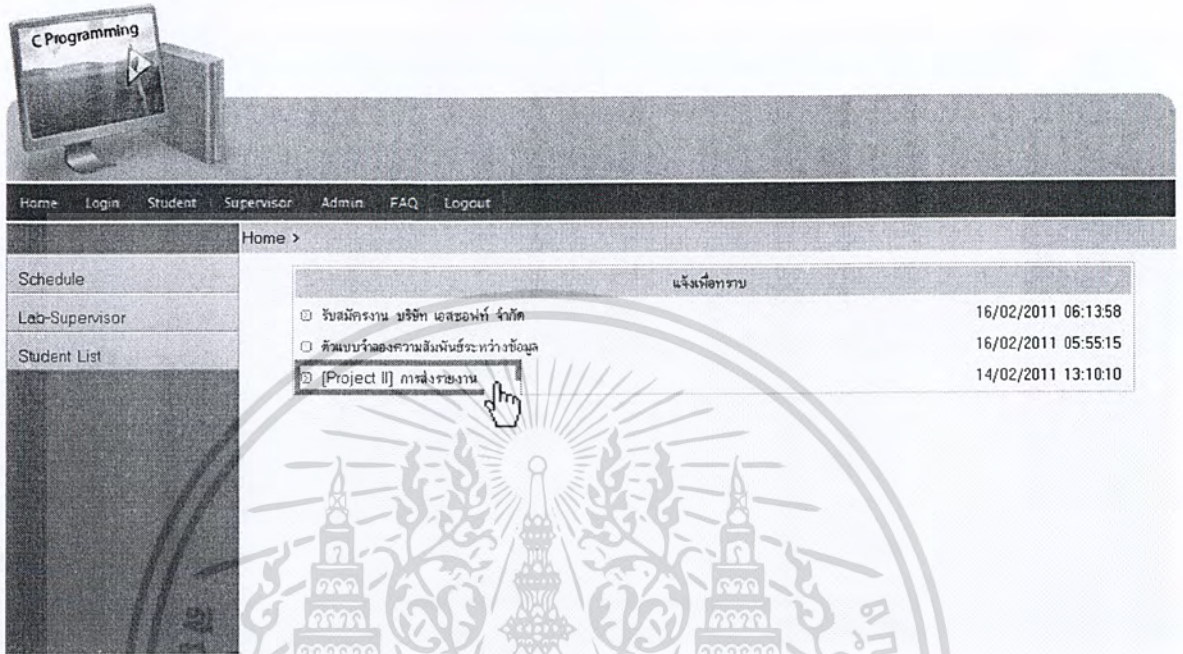 C Programming
Home Login Student Supervisor Admin FAQ Logout
Home >
Schedule
Lab-Supervisor
Student List
แจ้งเพื่อทราบ
รับสมัครงาน บริษัท เอสซอฟท์ จำกัด 16/02/2011 06:13:58
ตัวแบบจำลองความสัมพันธ์ระหว่างข้อมูล 16/02/2011 05:55:15
[Project II] การส่งรายงาน 14/02/2011 13:10:10